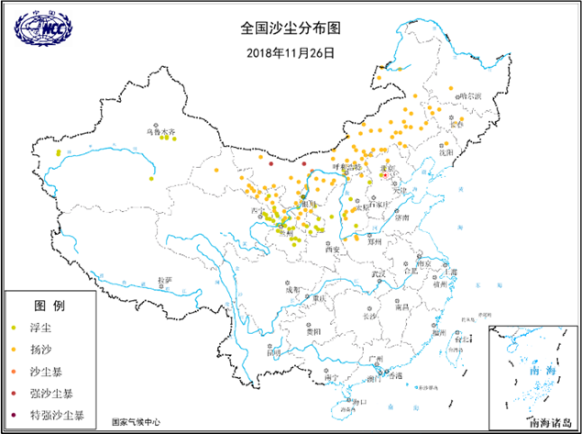 中国
NCC
全国沙尘分布图
2018年11月26日
哈尔滨
长春
乌鲁木齐
沈阳
呼和浩特
北京
天津
银川
太原
石家庄
西宁
济南
兰州
西安
郑州
南京
合肥
上海
拉萨
成都
武汉
杭州
重庆
长沙
南昌
贵阳
福州
昆明
台北
广州
南宁
澳门
香港
海口
图 例
浮尘
扬沙
沙尘暴
强沙尘暴
特强沙尘暴
国家气候中心
南 海
南海诸岛